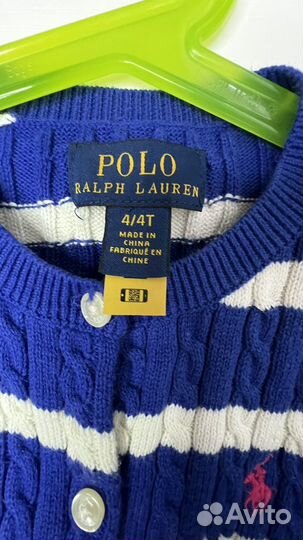 POLO
RALPH LAUREN
4/4T
MADE IN
CHINA
FABRIQUÉ EN
CHINE
Avito